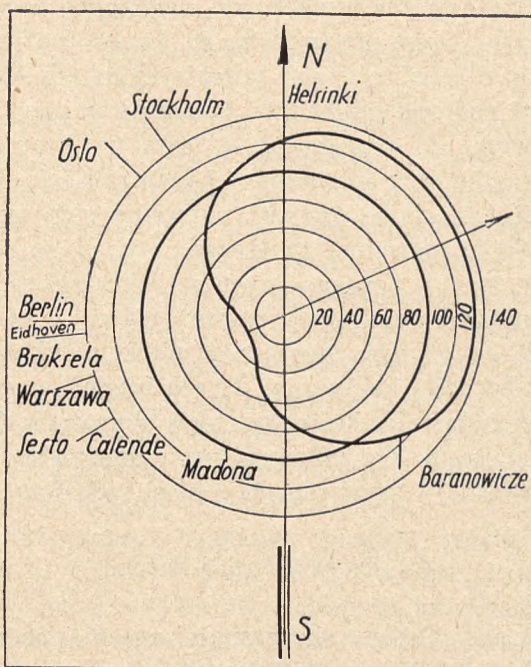 N
Helsinki
Stockholm
Oslo
Berlin
Eidhoven
Bruksela
Warszawa
Sesto Calende
Madona
Baranowicze
20 40 60 80 100 120 140
S